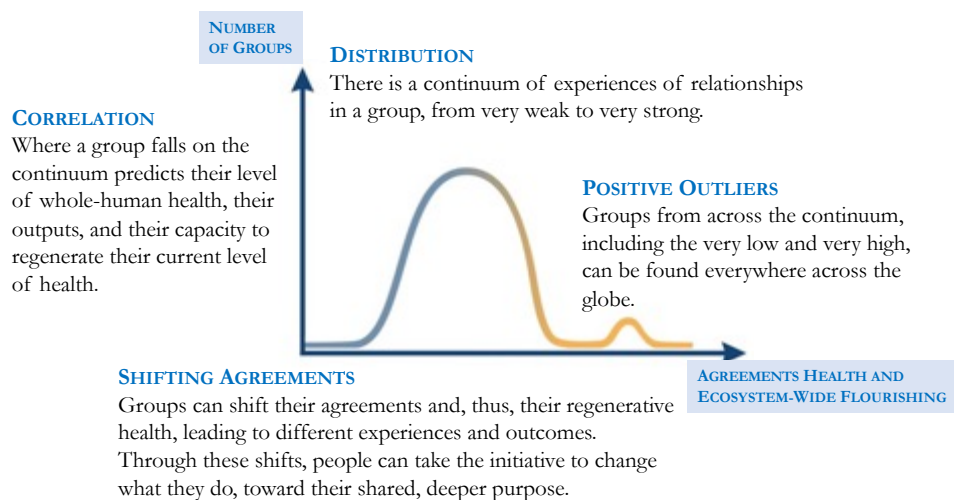 NUMBER
OF GROUPS
DISTRIBUTION
There is a continuum of experiences of relationships
in a group, from very weak to very strong.
CORRELATION
Where a group falls on the
continuum predicts their level
of whole-human health, their
outputs, and their capacity to
regenerate their current level
of health.
POSITIVE OUTLIERS
Groups from across the continuum,
including the very low and very high,
can be found everywhere across the
globe.
SHIFTING AGREEMENTS
Groups can shift their agreements and, thus, their regenerative
health, leading to different experiences and outcomes.
Through these shifts, people can take the initiative to change
what they do, toward their shared, deeper purpose.
AGREEMENTS HEALTH AND
ECOSYSTEM-WIDE FLOURISHING